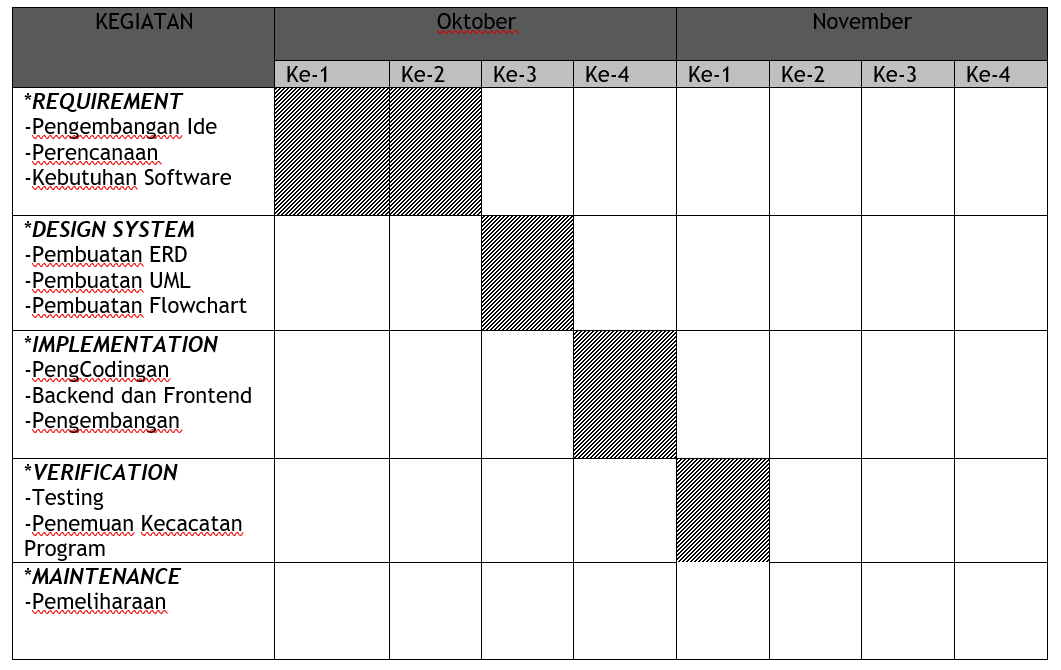 KEGIATAN Oktober November
Ke-1 Ke-2 Ke-3 Ke-4 Ke-1 Ke-2 Ke-3 Ke-4
*REQUIREMENT
-Pengembangan Ide
-Perencanaan
-Kebutuhan Software
*DESIGN SYSTEM
-Pembuatan ERD
-Pembuatan UML
-Pembuatan Flowchart
*IMPLEMENTATION
-PengCodingan
-Backend dan Frontend
-Pengembangan
*VERIFICATION
-Testing
-Penemuan Kecacatan
Program
*MAINTENANCE
-Pemeliharaan